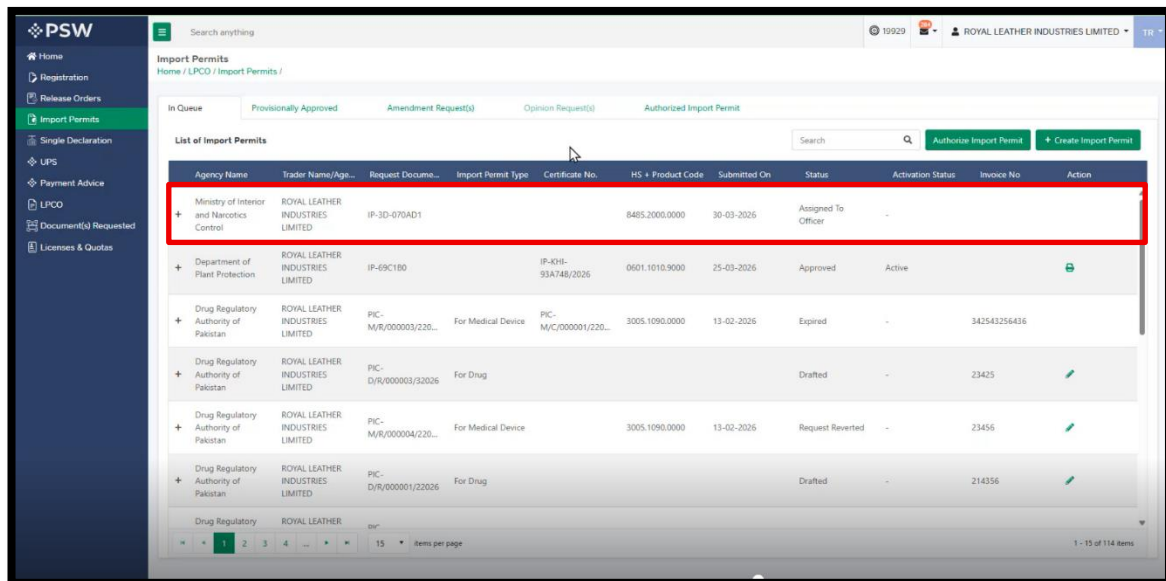 PSW
Search anything
19929
284
ROYAL LEATHER INDUSTRIES LIMITED
TR
Home
Registration
Release Orders
Import Permits
Single Declaration
UPS
Payment Advice
LPCO
Document(s) Requested
Licenses & Quotas
Import Permits
Home / LPCO / Import Permits /
In Queue Provisionally Approved Amendment Request(s) Opinion Request(s) Authorized Import Permit
List of Import Permits
Search
Authorize Import Permit
+ Create Import Permit
Agency Name Trader Name/Age... Request Docume... Import Permit Type Certificate No. HS + Product Code Submitted On Status Activation Status Invoice No Action
+ Ministry of Interior and Narcotics Control ROYAL LEATHER INDUSTRIES LIMITED IP-3D-070AD1 8485.2000.0000 30-03-2026 Assigned To Officer -
+ Department of Plant Protection ROYAL LEATHER INDUSTRIES LIMITED IP-69C1B0 IP-KHI-93A748/2026 0601.1010.9000 25-03-2026 Approved Active
+ Drug Regulatory Authority of Pakistan ROYAL LEATHER INDUSTRIES LIMITED PIC-M/R/000003/220... For Medical Device PIC-M/C/000001/220... 3005.1090.0000 13-02-2026 Expired - 342543256436
+ Drug Regulatory Authority of Pakistan ROYAL LEATHER INDUSTRIES LIMITED PIC-D/R/000003/32026 For Drug Drafted - 23425
+ Drug Regulatory Authority of Pakistan ROYAL LEATHER INDUSTRIES LIMITED PIC-M/R/000004/220... For Medical Device 3005.1090.0000 13-02-2026 Request Reverted - 23456
+ Drug Regulatory Authority of Pakistan ROYAL LEATHER INDUSTRIES LIMITED PIC-D/R/000001/22026 For Drug Drafted - 214356
Drug Regulatory ROYAL LEATHER
1 2 3 4 ... 15 items per page 1 - 15 of 114 items